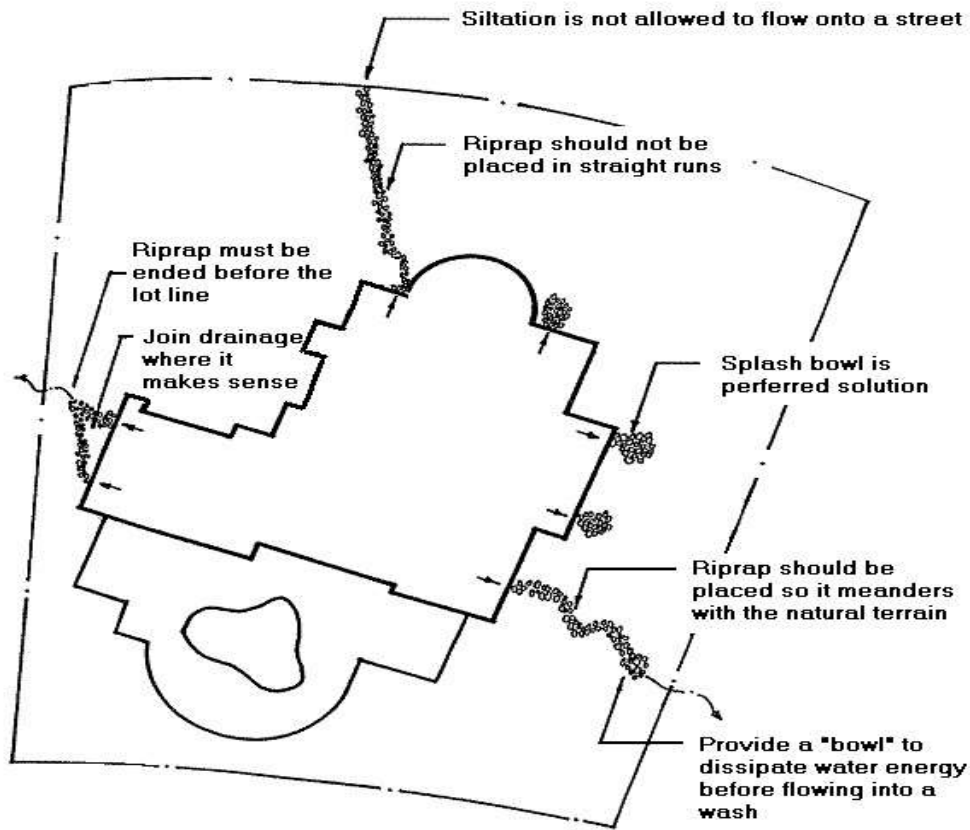 Siltation is not allowed to flow onto a street
Riprap should not be
placed in straight runs
Riprap must be
ended before the
lot line
Join drainage
where it
makes sense
Splash bowl is
perferred solution
Riprap should be
placed so it meanders
with the natural terrain
Provide a "bowl" to
dissipate water energy
before flowing into a
wash